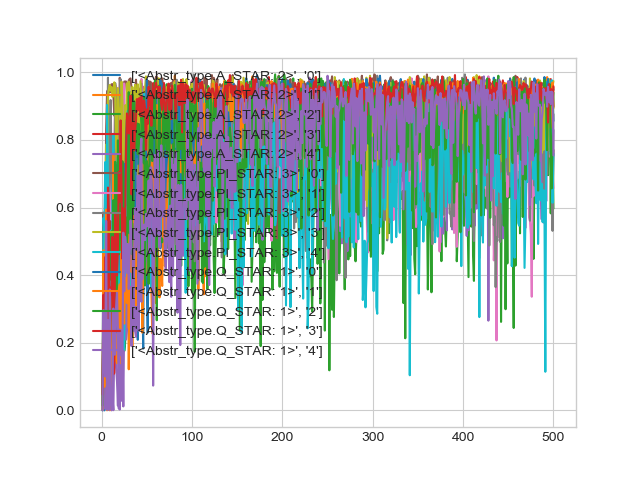 1.0
0.8
0.6
0.4
0.2
0.0
0
100
200
300
400
500
['<Abstr_type.A_STAR: 2>', '0']
['<Abstr_type.A_STAR: 2>', '1']
['<Abstr_type.A_STAR: 2>', '2']
['<Abstr_type.A_STAR: 2>', '3']
['<Abstr_type.A_STAR: 2>', '4']
['<Abstr_type.PI_STAR: 3>', '0']
['<Abstr_type.PI_STAR: 3>', '1']
['<Abstr_type.PI_STAR: 3>', '2']
['<Abstr_type.PI_STAR: 3>', '3']
['<Abstr_type.PI_STAR: 3>', '4']
['<Abstr_type.Q_STAR: 1>', '0']
['<Abstr_type.Q_STAR: 1>', '1']
['<Abstr_type.Q_STAR: 1>', '2']
['<Abstr_type.Q_STAR: 1>', '3']
['<Abstr_type.Q_STAR: 1>', '4']